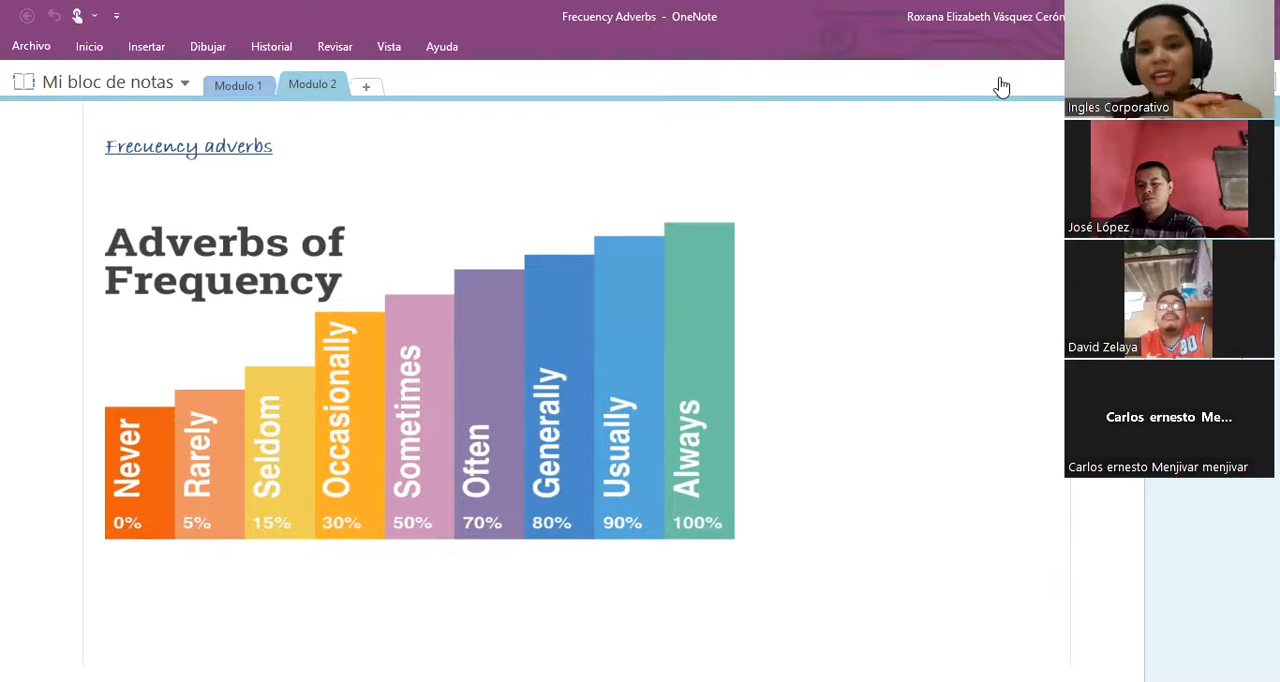 Frecuency Adverbs - OneNote
Roxana Elizabeth Vásquez Cerón
Archivo
Inicio
Insertar
Dibujar
Historial
Revisar
Vista
Ayuda
Mi bloc de notas
Modulo 1
Modulo 2
Frecuency adverbs
Adverbs of
Frequency
Never
0%
Rarely
5%
Seldom
15%
Occasionally
30%
Sometimes
50%
Often
70%
Generally
80%
Usually
90%
Always
100%
Ingles Corporativo
José López
David Zelaya
Carlos ernesto Me...
Carlos ernesto Menjivar menjivar